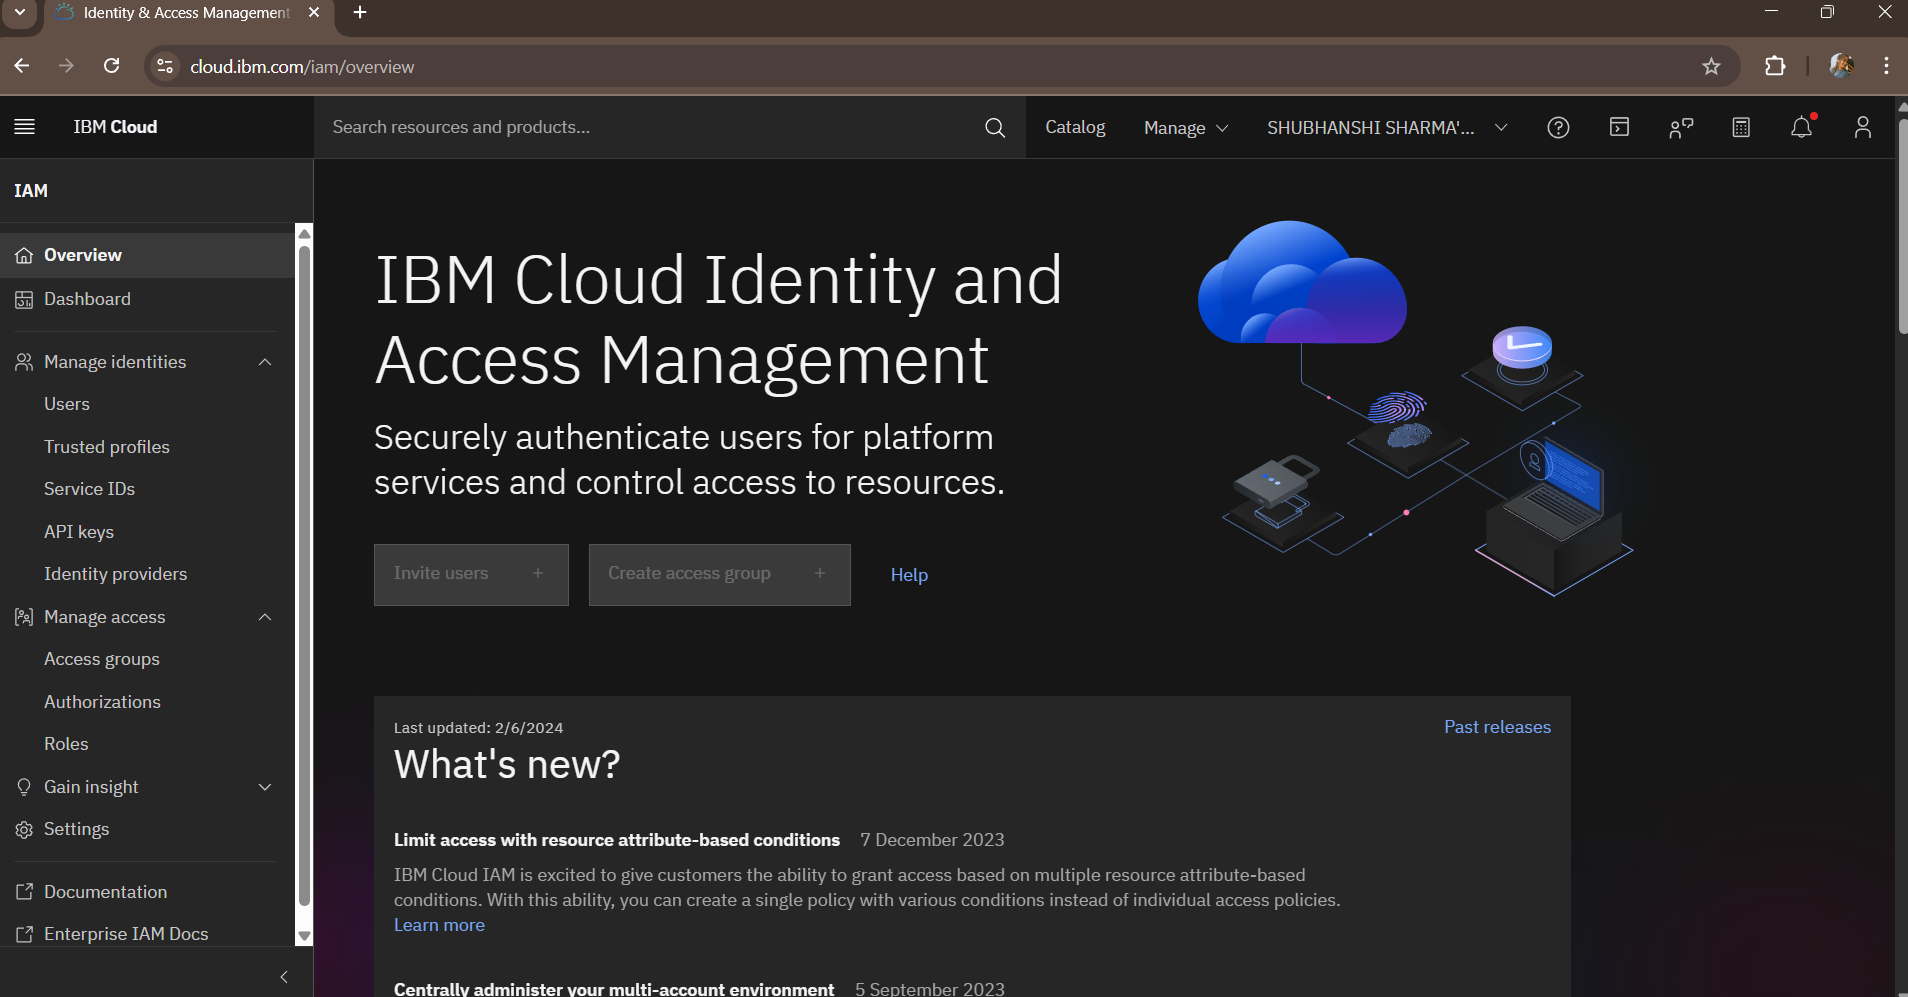 Identity & Access Management
cloud.ibm.com/iam/overview
IBM Cloud
Search resources and products...
Catalog
Manage
SHUBHANSHI SHARMA'...
IAM
Overview
Dashboard
Manage identities
Users
Trusted profiles
Service IDs
API keys
Identity providers
Manage access
Access groups
Authorizations
Roles
Gain insight
Settings
Documentation
Enterprise IAM Docs
IBM Cloud Identity and
Access Management
Securely authenticate users for platform
services and control access to resources.
Invite users +
Create access group +
Help
Last updated: 2/6/2024
Past releases
What's new?
Limit access with resource attribute-based conditions 7 December 2023
IBM Cloud IAM is excited to give customers the ability to grant access based on multiple resource attribute-based
conditions. With this ability, you can create a single policy with various conditions instead of individual access policies.
Learn more
Centrally administer your multi-account environment 5 September 2023